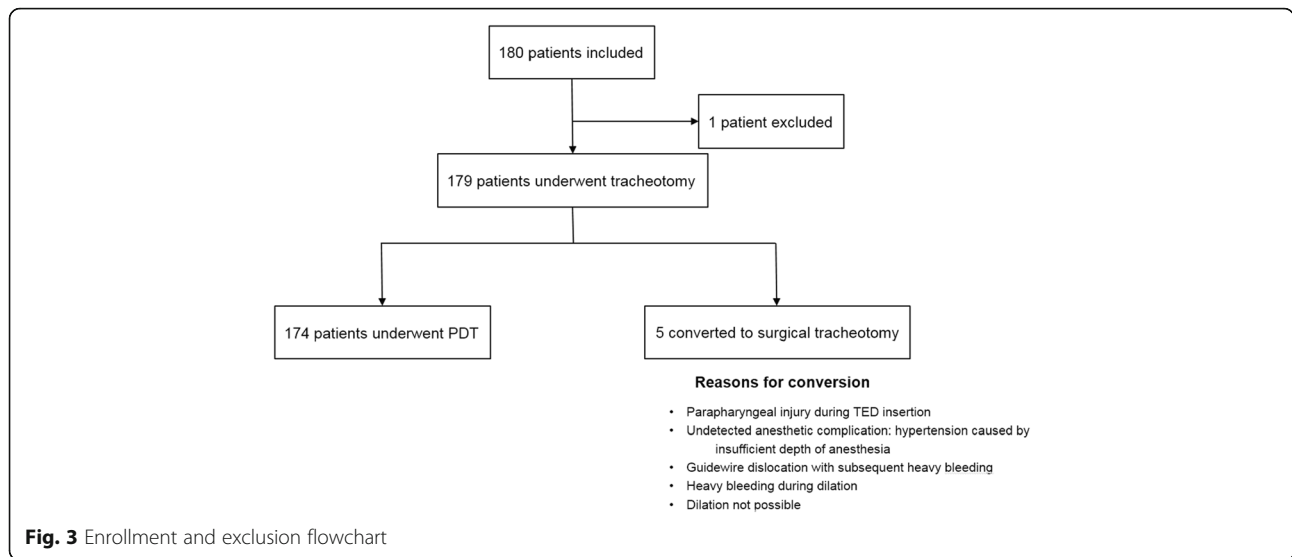 180 patients included
1 patient excluded
179 patients underwent tracheotomy
174 patients underwent PDT
5 converted to surgical tracheotomy
Reasons for conversion
• Parapharyngeal injury during TED insertion
• Undetected anesthetic complication: hypertension caused by
insufficient depth of anesthesia
• Guidewire dislocation with subsequent heavy bleeding
• Heavy bleeding during dilation
• Dilation not possible
Fig. 3 Enrollment and exclusion flowchart